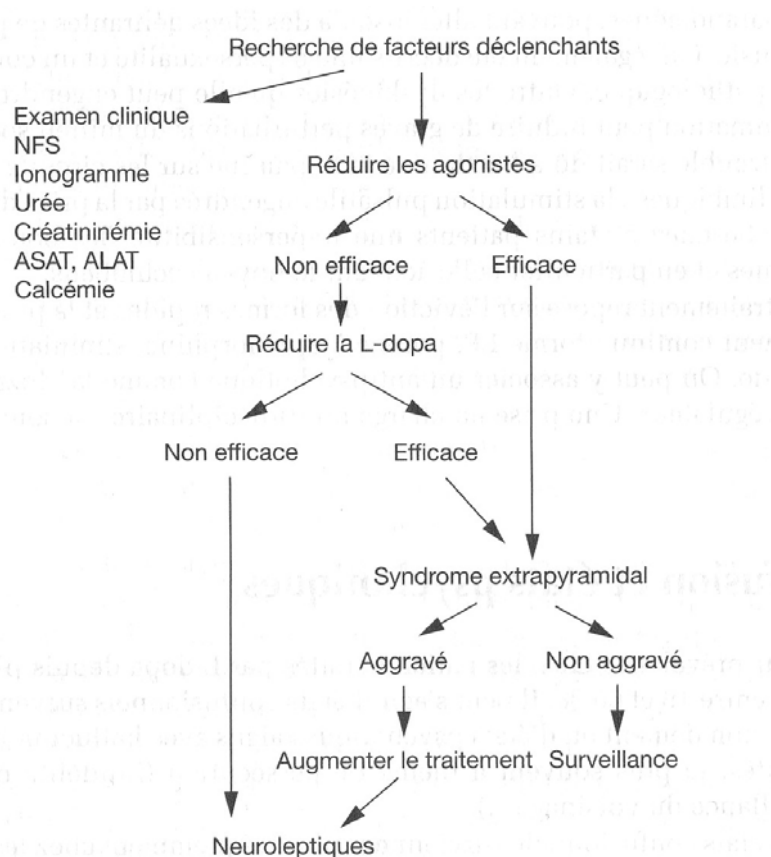 Recherche de facteurs déclenchants
Examen clinique
NFS
Ionogramme
Urée
Créatininémie
ASAT, ALAT
Calcémie
Réduire les agonistes
Non efficace
Efficace
Réduire la L-dopa
Non efficace
Efficace
Syndrome extrapyramidal
Aggravé
Non aggravé
Augmenter le traitement
Surveillance
Neuroleptiques